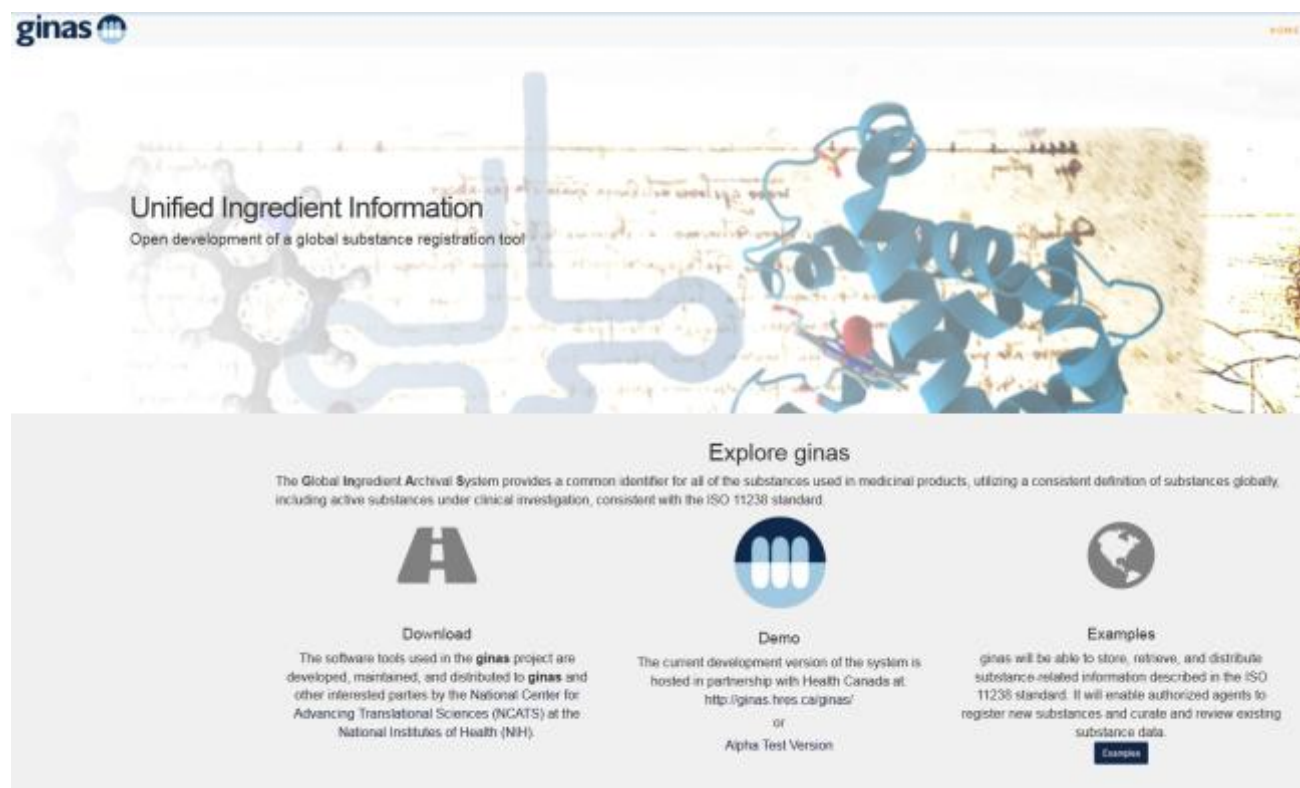 ginas
HOME
Unified Ingredient Information
Open development of a global substance registration tool
Explore ginas
The Global Ingredient Archival System provides a common identifier for all of the substances used in medicinal products, utilizing a consistent definition of substances globally,
including active substances under clinical investigation, consistent with the ISO 11238 standard.
Download
The software tools used in the ginas project are
developed, maintained, and distributed to ginas and
other interested parties by the National Center for
Advancing Translational Sciences (NCATS) at the
National Institutes of Health (NIH).
Demo
The current development version of the system is
hosted in partnership with Health Canada at:
http://ginas.hres.ca/ginas/
or
Alpha Test Version
Examples
ginas will be able to store, retrieve, and distribute
substance-related information described in the ISO
11238 standard. It will enable authorized agents to
register new substances and curate and review existing
substance data.
Examples